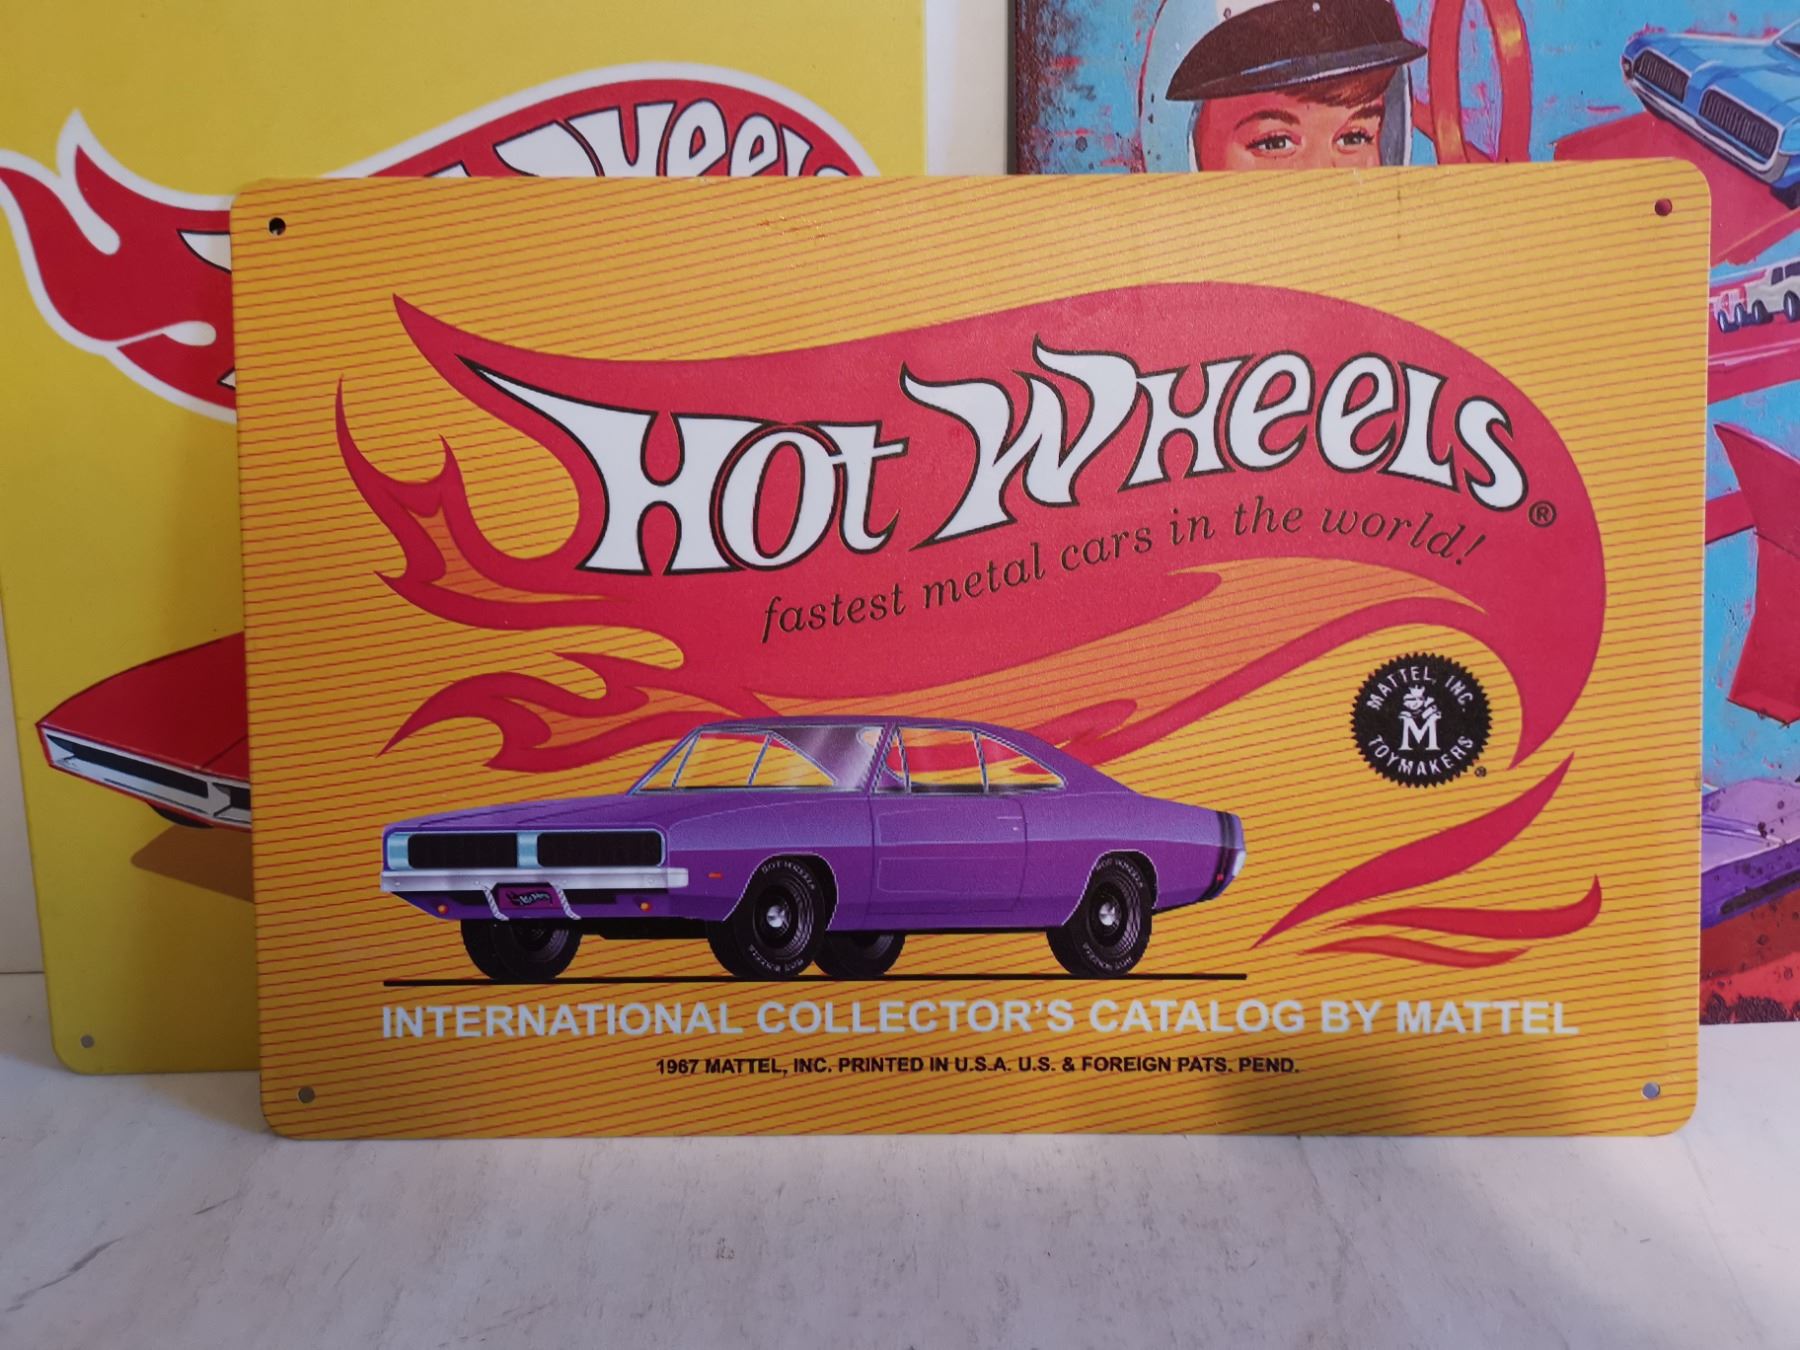 Wheels
Hot Wheels®
fastest metal cars in the world!
MATTEL, INC.
M
TOYMAKERS
®
INTERNATIONAL COLLECTOR'S CATALOG BY MATTEL
1967 MATTEL, INC. PRINTED IN U.S.A. U.S. & FOREIGN PATS. PEND.